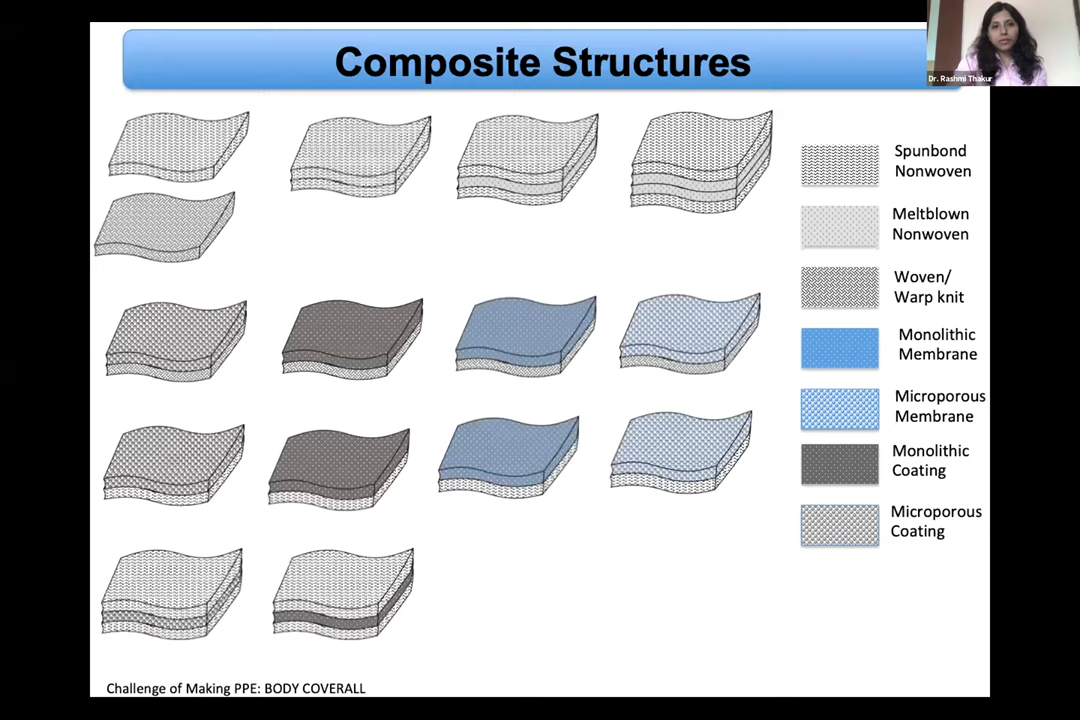 Composite Structures
Dr. Rashmi Thakur
Spunbond
Nonwoven
Meltblown
Nonwoven
Woven/
Warp knit
Monolithic
Membrane
Microporous
Membrane
Monolithic
Coating
Microporous
Coating
Challenge of Making PPE: BODY COVERALL